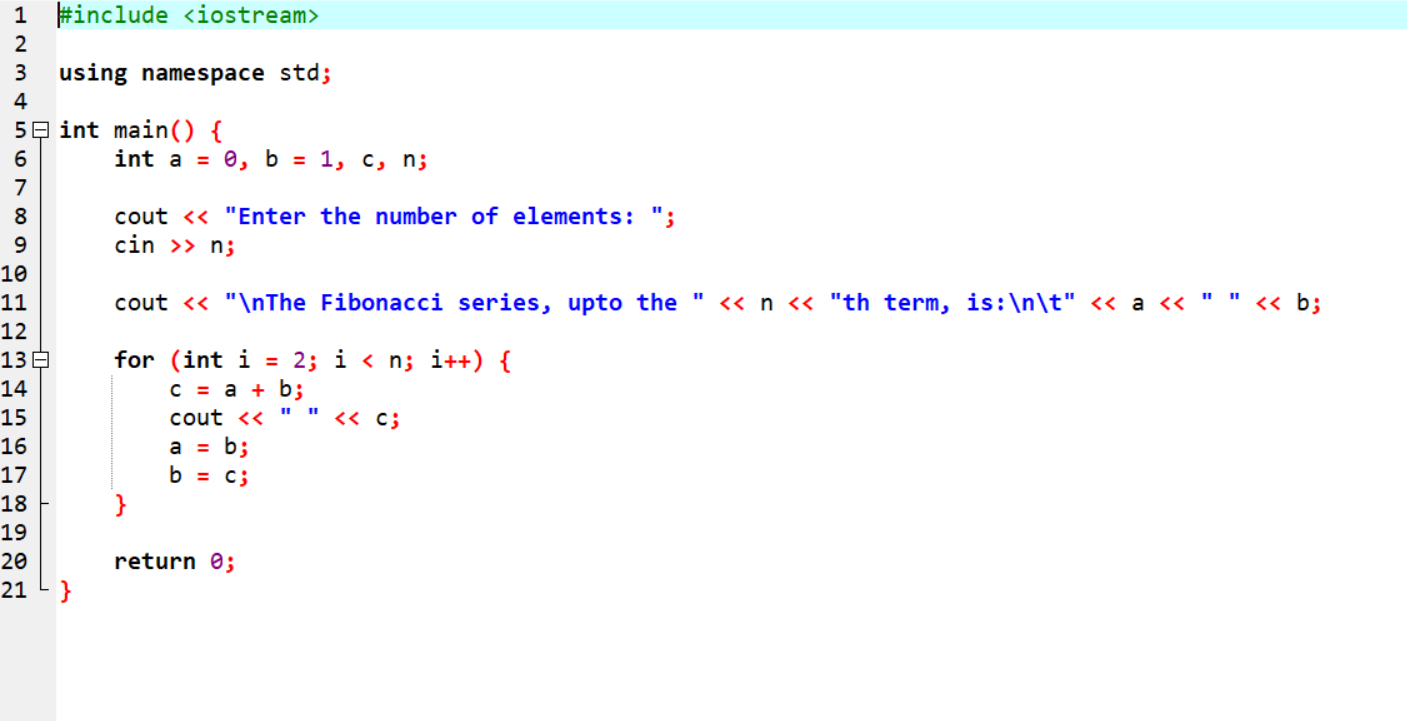 1 #include <iostream>
2
3 using namespace std;
4
5 int main() {
6     int a = 0, b = 1, c, n;
7
8     cout << "Enter the number of elements: ";
9     cin >> n;
10
11     cout << "\nThe Fibonacci series, upto the " << n << "th term, is:\n\t" << a << " " << b;
12
13     for (int i = 2; i < n; i++) {
14         c = a + b;
15         cout << " " << c;
16         a = b;
17         b = c;
18     }
19
20     return 0;
21 }